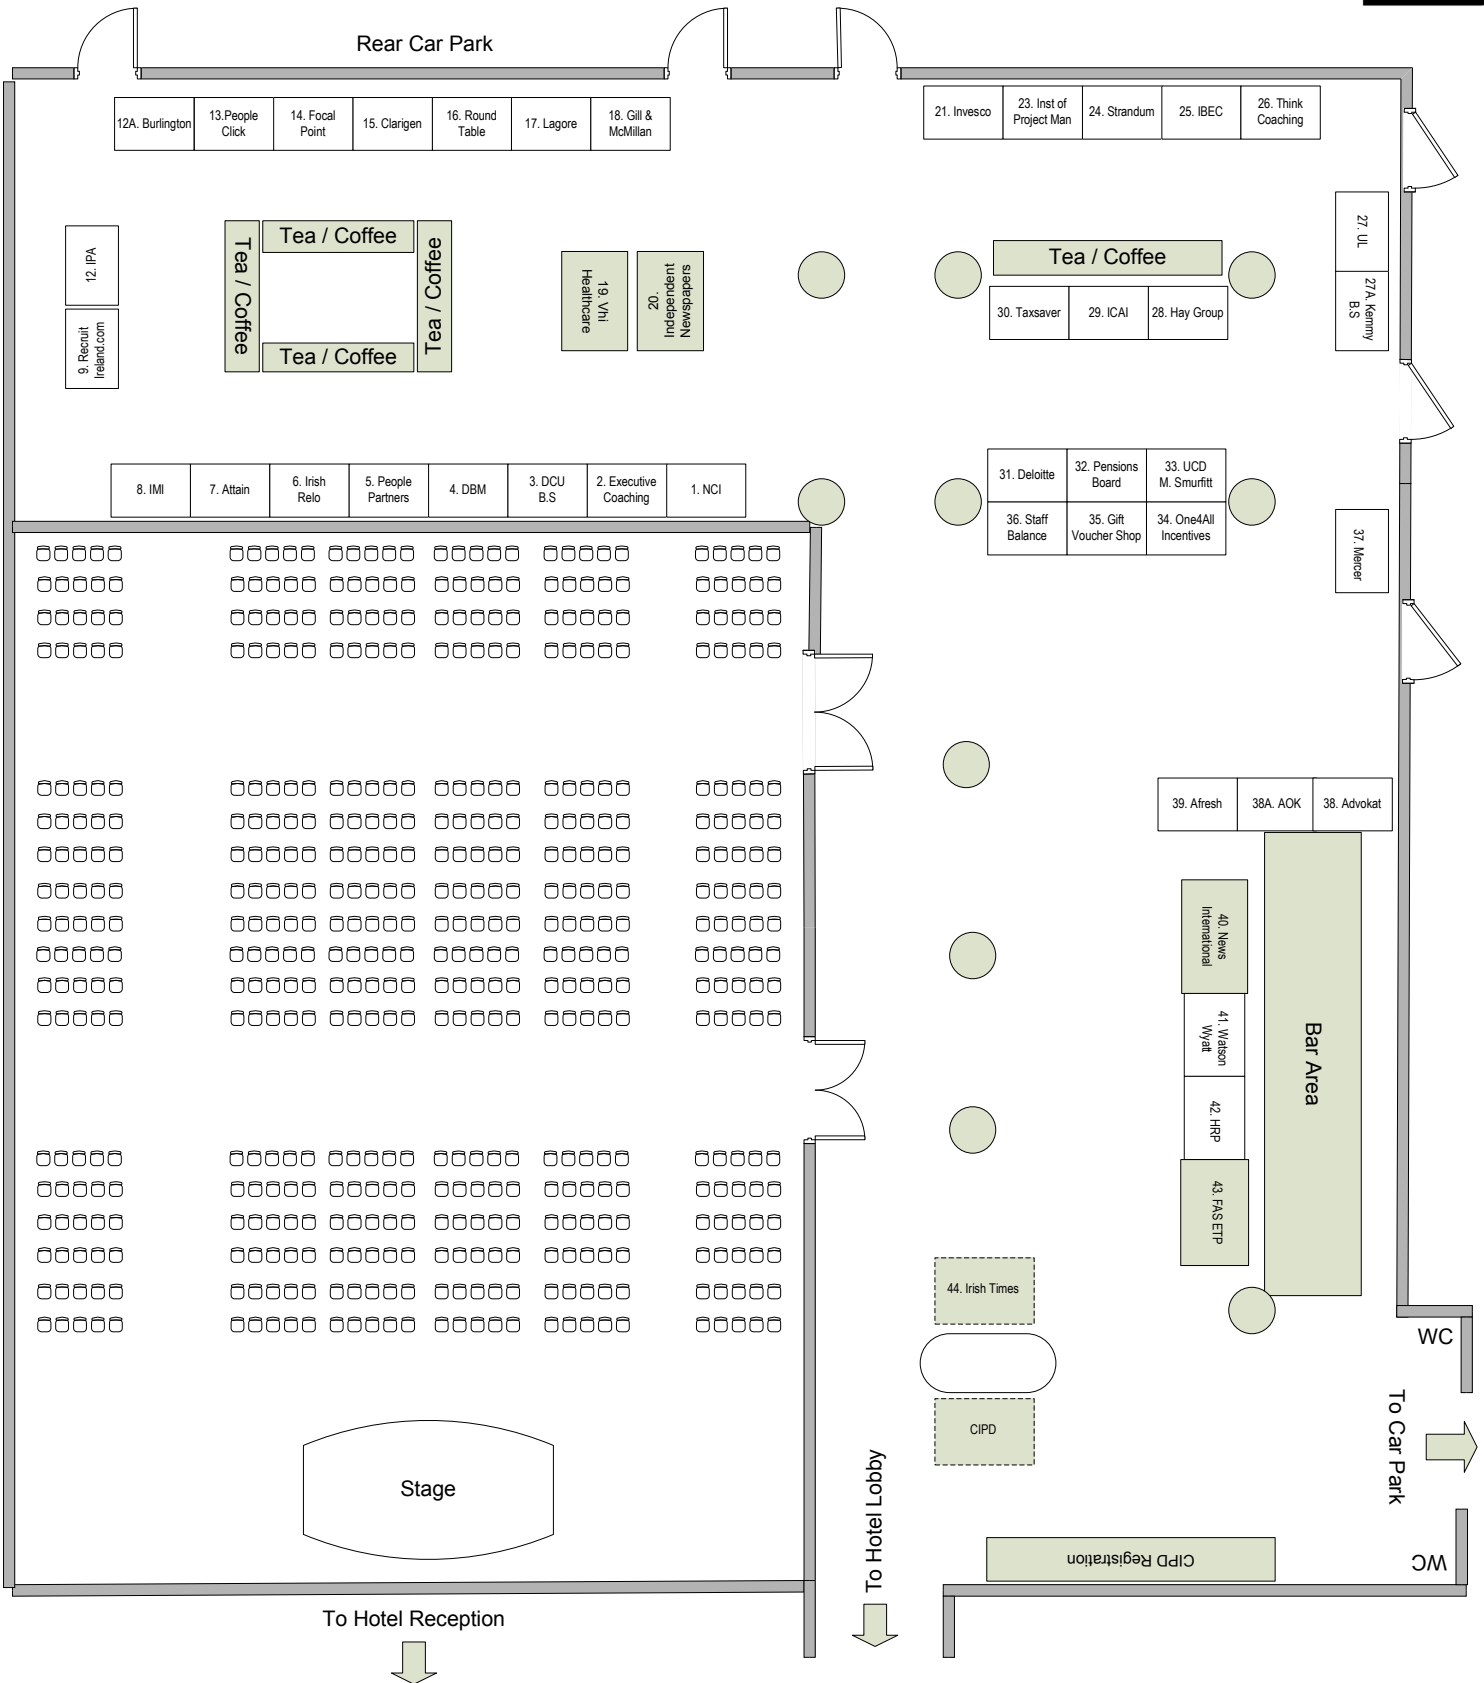 Rear Car Park
12A. Burlington
13.People
Click
14. Focal
Point
15. Clarigen
16. Round
Table
17. Lagore
18. Gill &
McMillan
21. Invesco
23. Inst of
Project Man
24. Strandum
25. IBEC
26. Think
Coaching
12. IPA
9. Recruit
Ireland.com
Tea / Coffee
Tea / Coffee
Tea / Coffee
Tea / Coffee
19. Vhi
Healthcare
20.
Independent
Newspapers
Tea / Coffee
30. Taxsaver
29. ICAI
28. Hay Group
27. UL
27A. Kemmy
B.S
8. IMI
7. Attain
6. Irish
Relo
5. People
Partners
4. DBM
3. DCU
B.S
2. Executive
Coaching
1. NCI
31. Deloitte
32. Pensions
Board
33. UCD
M. Smurfitt
36. Staff
Balance
35. Gift
Voucher Shop
34. One4All
Incentives
37. Mercer
39. Afresh
38A. AOK
38. Advokat
40. News
International
41. Watson
Wyatt
42. HRP
43. FAS ETP
Bar Area
44. Irish Times
CIPD
WC
To Car Park
WC
Stage
To Hotel Lobby
CIPD Registration
To Hotel Reception